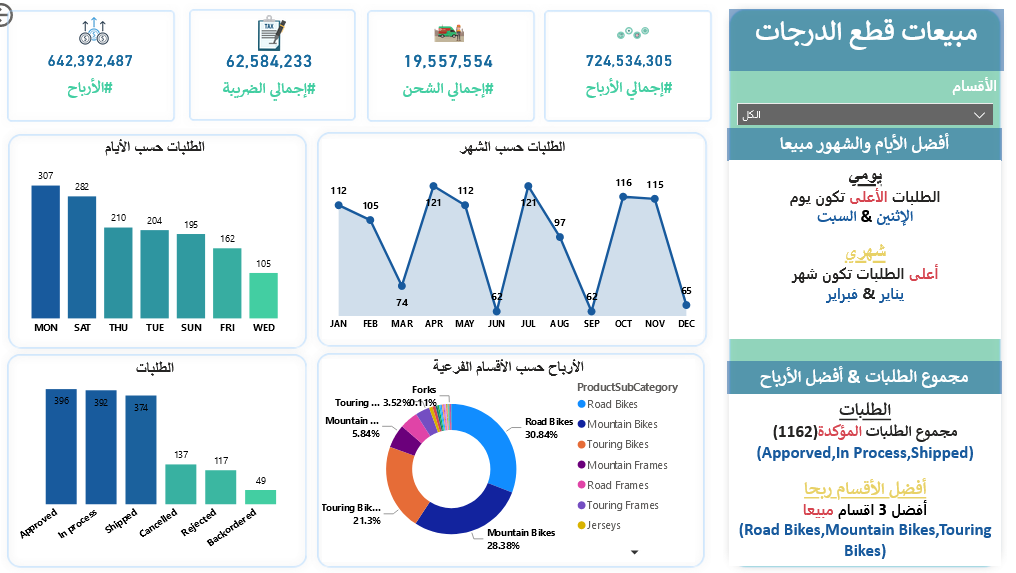 مبيعات قطع الدرجات
الأقسام
الكل
أفضل الأيام والشهور مبيعا
يومي
الطلبات الأعلى تكون يوم
الإثنين & السبت
شهري
أعلى الطلبات تكون شهر
يناير & فبراير
مجموع الطلبات & أفضل الأرباح
الطلبات
مجموع الطلبات المؤكدة(1162)
(Apporved,In Process,Shipped)
أفضل الأقسام ربحا
أفضل 3 اقسام مبيعا
(Road Bikes,Mountain Bikes,Touring
Bikes)
724,534,305
#إجمالي الأرباح
19,557,554
#إجمالي الشحن
TAX
62,584,233
#إجمالي الضريبة
642,392,487
#الأرباح
الطلبات حسب الشهر
112
105
74
121
112
62
121
97
62
116
115
65
JAN FEB MAR APR MAY JUN JUL AUG SEP OCT NOV DEC
الطلبات حسب الأيام
307
282
210
204
195
162
105
MON SAT THU TUE SUN FRI WED
الأرباح حسب الأقسام الفرعية
Forks
0.11%
Touring ... 3.52%
Mountain ...
5.84%
Touring Bik...
21.3%
Road Bikes
30.84%
Mountain Bikes
28.38%
ProductSubCategory
Road Bikes
Mountain Bikes
Touring Bikes
Mountain Frames
Road Frames
Touring Frames
Jerseys
الطلبات
396
392
374
137
117
49
Approved
In process
Shipped
Cancelled
Rejected
Backordered